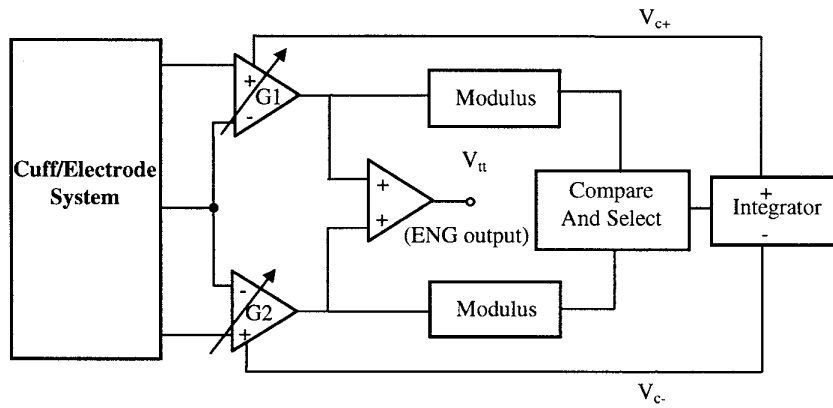 V_c+
+
G1
-
Modulus
Cuff/Electrode
System
V_tt
+
+
(ENG output)
Compare
And Select
+
Integrator
-
-
G2
+
Modulus
V_c-